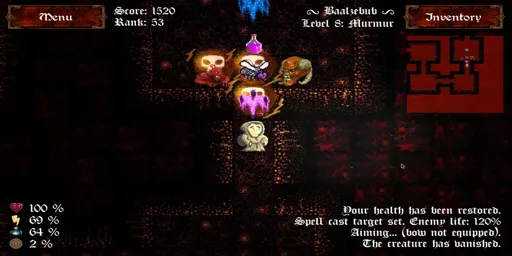 Menu
Score: 1520
Rank: 53
~ Baalzebub ~
Level 8: Murmur
Inventory
100 %
69 %
64 %
2 %
Your health has been restored.
Spell cast target set. Enemy life: 120%
Aiming... (bow not equipped).
The creature has vanished.